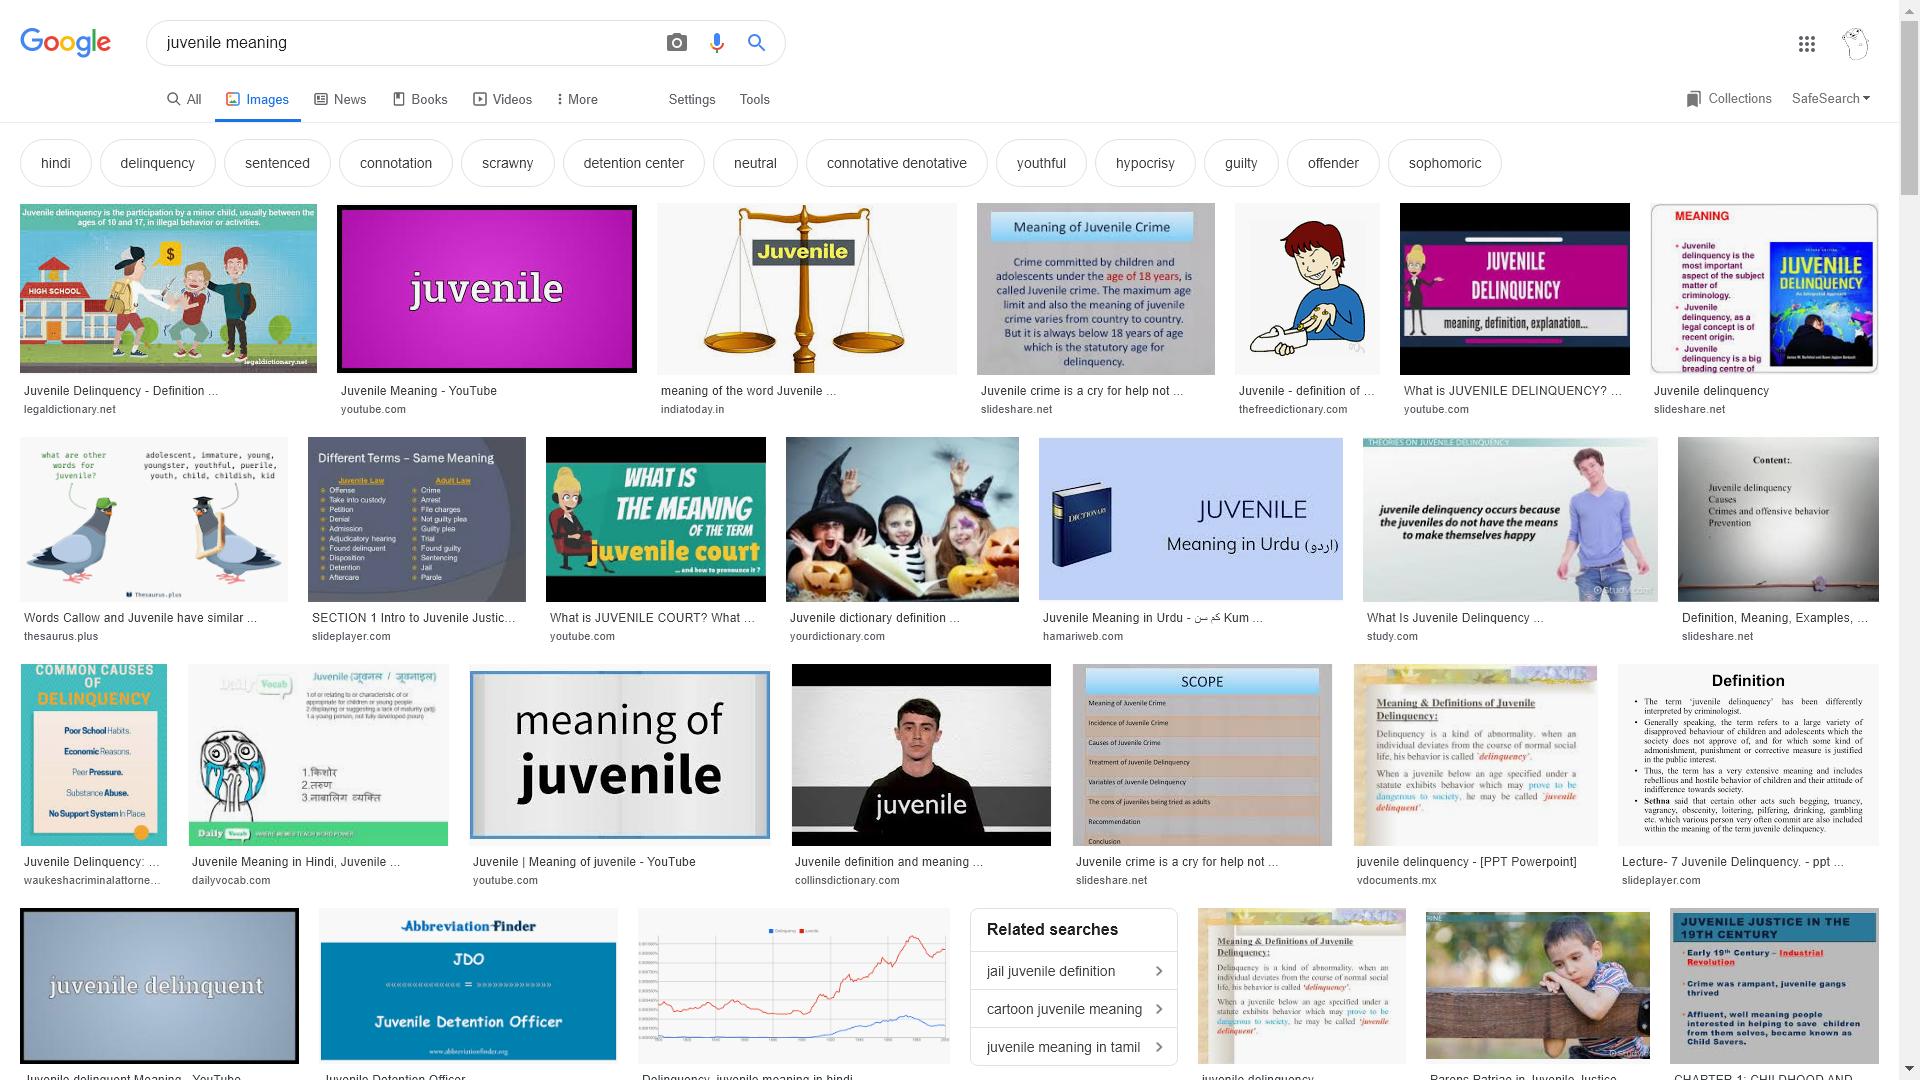 Google
juvenile meaning
All
Images
News
Books
Videos
More
Settings
Tools
Collections
SafeSearch
hindi
delinquency
sentenced
connotation
scrawny
detention center
neutral
connotative denotative
youthful
hypocrisy
guilty
offender
sophomoric
Juvenile delinquency is the participation by a minor child, usually between the
ages of 10 and 17, in illegal behavior or activities.
$
HIGH SCHOOL
legaldictionary.net
Juvenile Delinquency - Definition ...
legaldictionary.net
juvenile
Juvenile Meaning - YouTube
youtube.com
Juvenile
meaning of the word Juvenile ...
indiatoday.in
Meaning of Juvenile Crime
Crime committed by children and
adolescents under the age of 18 years, is
called Juvenile crime. The maximum age
limit and also the meaning of juvenile
crime varies from country to country.
But it is always below 18 years of age
which is the statutory age for
delinquency.
Juvenile crime is a cry for help not ...
slideshare.net
Juvenile - definition of ...
thefreedictionary.com
JUVENILE
DELINQUENCY
meaning, definition, explanation...
What is JUVENILE DELINQUENCY? ...
youtube.com
MEANING
• Juvenile
delinquency is the
most important
aspect of the subject
matter of
criminology.
• Juvenile
delinquency, as a
legal concept is of
recent origin.
• Juvenile
delinquency is a big
breading centre of
JUVENILE
DELINQUENCY
An Integrated Approach
Juvenile delinquency
slideshare.net
what are other
words for
juvenile?
adolescent, immature, young,
youngster, youthful, puerile,
youth, child, childish, kid
Thesaurus.plus
Words Callow and Juvenile have similar ...
thesaurus.plus
Different Terms – Same Meaning
Juvenile Law
Offense
Take into custody
Petition
Denial
Admission
Adjudicatory hearing
Found delinquent
Disposition
Detention
Aftercare
Adult Law
Crime
Arrest
File charges
Not guilty plea
Guilty plea
Trial
Found guilty
Sentencing
Jail
Parole
SECTION 1 Intro to Juvenile Justic...
slideplayer.com
WHAT IS
THE MEANING
OF THE TERM
juvenile court
... and how to pronounce it ?
What is JUVENILE COURT? What ...
youtube.com
Juvenile dictionary definition ...
yourdictionary.com
DICTIONARY
JUVENILE
Meaning in Urdu (اردو)
Juvenile Meaning in Urdu - کم سن Kum ...
hamariweb.com
THEORIES ON JUVENILE DELINQUENCY
juvenile delinquency occurs because
the juveniles do not have the means
to make themselves happy
Study.com
What Is Juvenile Delinquency ...
study.com
Content:.
Juvenile delinquency
Causes
Crimes and offensive behavior
Prevention
Definition, Meaning, Examples, ...
slideshare.net
COMMON CAUSES
OF
DELINQUENCY
Poor School Habits.
Economic Reasons.
Peer Pressure.
Substance Abuse.
No Support System In Place.
Juvenile Delinquency: ...
waukeshacriminalattorne...
Daily Vocab
Juvenile (जूवनल / जूवनाइल)
1 of or relating to or characteristic of or
appropriate for children or young people
2.displaying or suggesting a lack of maturity (adj)
1.a young person, not fully developed (noun)
1.किशोर
2.तरुण
3.नाबालिग व्यक्ति
Daily Vocab WHERE MEMES TEACH WORD POWER
Juvenile Meaning in Hindi, Juvenile ...
dailyvocab.com
meaning of
juvenile
Juvenile | Meaning of juvenile - YouTube
youtube.com
juvenile
Juvenile definition and meaning ...
collinsdictionary.com
SCOPE
Meaning of Juvenile Crime
Incidence of Juvenile Crime
Causes of Juvenile Crime
Treatment of Juvenile Delinquency
Variables of Juvenile Delinquency
The cons of juveniles being tried as adults
Recommendation
Conclusion
Juvenile crime is a cry for help not ...
slideshare.net
Meaning & Definitions of Juvenile
Delinquency:
Delinquency is a kind of abnormality. when an
individual deviates from the course of normal social
life, his behavior is called 'delinquency'.
When a juvenile below an age specified under a
statute exhibits behavior which may prove to be
dangerous to society, he may be called 'juvenile
delinquent'.
juvenile delinquency - [PPT Powerpoint]
vdocuments.mx
Definition
• The term 'juvenile delinquency' has been differently
interpreted by criminologist.
• Generally speaking, the term refers to a large variety of
disapproved behaviour of children and adolescents which the
society does not approve of, and for which some kind of
admonishment, punishment or corrective measure is justified
in the public interest.
• Thus, the term has a very extensive meaning and includes
rebellious and hostile behavior of children and their attitude of
indifference towards society.
• Sethna said that certain other acts such begging, truancy,
vagrancy, obscenity, loitering, pilfering, drinking, gambling
etc. which various person very often commit are also included
within the meaning of the term juvenile delinquency.
Lecture- 7 Juvenile Delinquency. - ppt ...
slideplayer.com
juvenile delinquent
Juvenile delinquent Meaning - YouTube
Abbreviation-Finder
JDO
=
Juvenile Detention Officer
www.abbreviationfinder.org
Juvenile Detention Officer
Delinquency
juvenile
Delinquency, juvenile meaning in hindi
Related searches
jail juvenile definition
cartoon juvenile meaning
juvenile meaning in tamil
Meaning & Definitions of Juvenile
Delinquency:
Delinquency is a kind of abnormality. when an
individual deviates from the course of normal social
life, his behavior is called 'delinquency'.
When a juvenile below an age specified under a
statute exhibits behavior which may prove to be
dangerous to society, he may be called 'juvenile
delinquent'.
juvenile delinquency
Study.com
Parens Patriae in Juvenile Justice
JUVENILE JUSTICE IN THE
19TH CENTURY
Early 19th Century – Industrial
Revolution
Crime was rampant, juvenile gangs
thrived
Affluent, well meaning people
interested in helping to save children
from them selves, became known as
Child Savers.
CHAPTER 1: CHILDHOOD AND